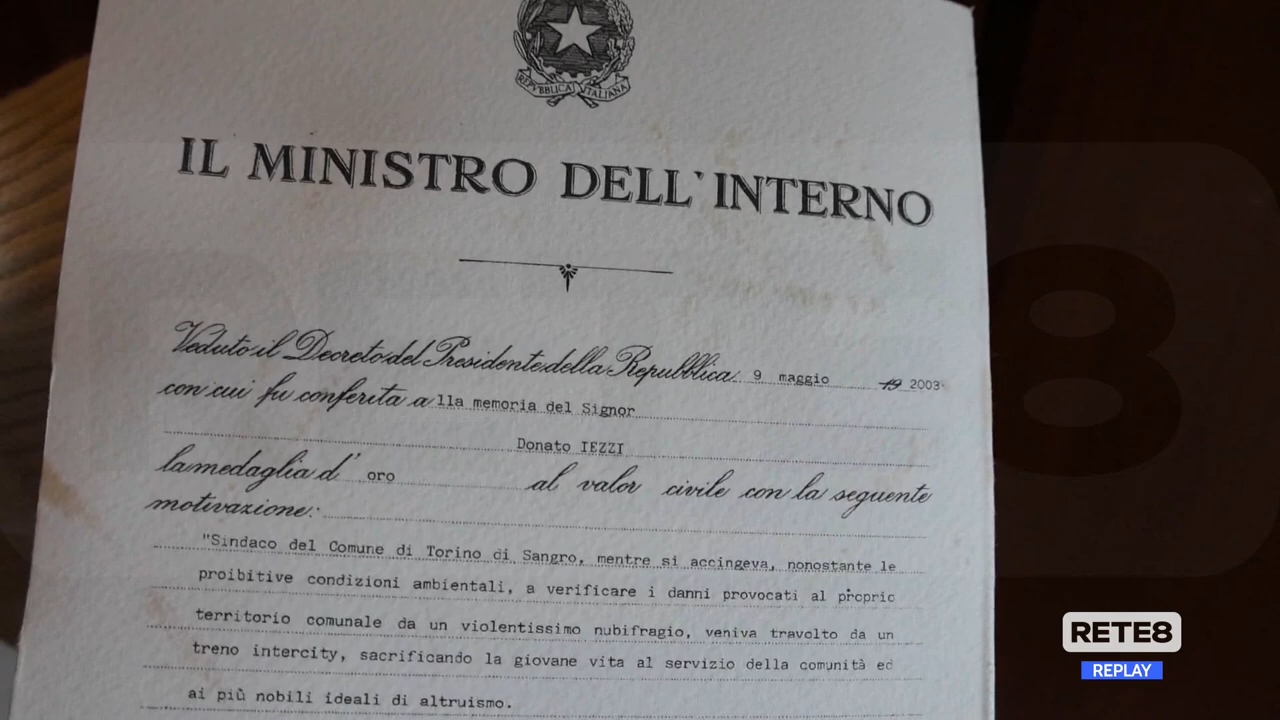 REPVBBLICA ITALIANA
IL MINISTRO DELL'INTERNO
Veduto il Decreto del Presidente della Repubblica 9 maggio 19 2003
con cui fu conferita alla memoria del Signor
Donato IEZZI
la medaglia d' oro al valor civile con la seguente
motivazione:
"Sindaco del Comune di Torino di Sangro, mentre si accingeva, nonostante le
proibitive condizioni ambientali, a verificare i danni provocati al proprio
territorio comunale da un violentissimo nubifragio, veniva travolto da un
treno intercity, sacrificando la giovane vita al servizio della comunità ed
ai più nobili ideali di altruismo.
8
RETE8
REPLAY